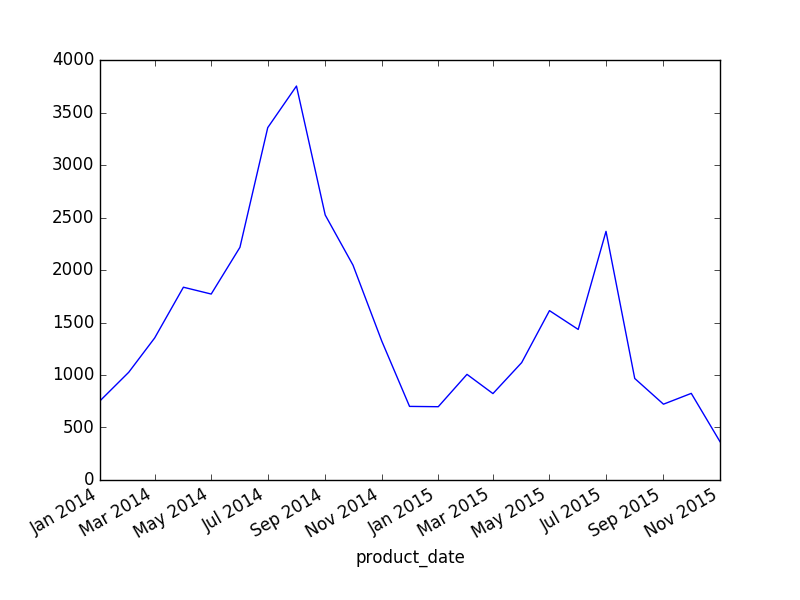 4000
3500
3000
2500
2000
1500
1000
500
0
Jan 2014
Mar 2014
May 2014
Jul 2014
Sep 2014
Nov 2014
Jan 2015
Mar 2015
May 2015
Jul 2015
Sep 2015
Nov 2015
product_date